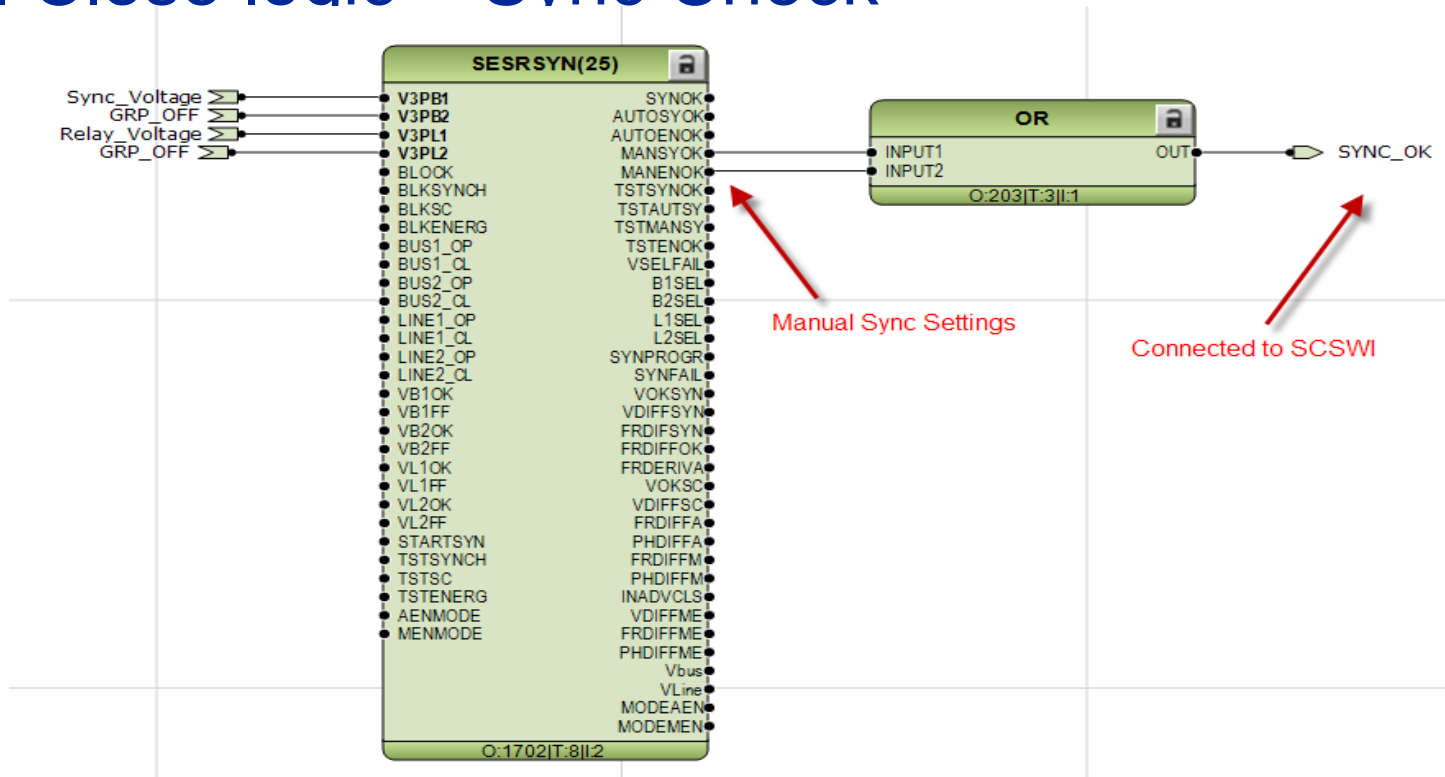 Close logic - Sync Check
SESRSYN(25)
Sync_Voltage
GRP_OFF
Relay_Voltage
GRP_OFF
V3PB1
V3PB2
V3PL1
V3PL2
BLOCK
BLKSYNCH
BLKSC
BLKENERG
BUS1_OP
BUS1_CL
BUS2_OP
BUS2_CL
LINE1_OP
LINE1_CL
LINE2_OP
LINE2_CL
VB1OK
VB1FF
VB2OK
VB2FF
VL1OK
VL1FF
VL2OK
VL2FF
STARTSYN
TSTSYNCH
TSTSC
TSTENERG
AENMODE
MENMODE
SYNOK
AUTOSYOK
AUTOENOK
MANSYOK
MANENOK
TSTSYNOK
TSTAUTSY
TSTMANSY
TSTENOK
VSELFAIL
B1SEL
B2SEL
L1SEL
L2SEL
SYNPROGR
SYNFAIL
VOKSYN
VDIFFSYN
FRDIFSYN
FRDIFFOK
FRDERIVA
VOKSC
VDIFFSC
FRDIFFA
PHDIFFA
FRDIFFM
PHDIFFM
INADVCLS
VDIFFME
FRDIFFME
PHDIFFME
Vbus
VLine
MODEAEN
MODEMEN
O:1702|T:8|I:2
OR
INPUT1
INPUT2
OUT
O:203|T:3|I:1
SYNC_OK
Manual Sync Settings
Connected to SCSWI